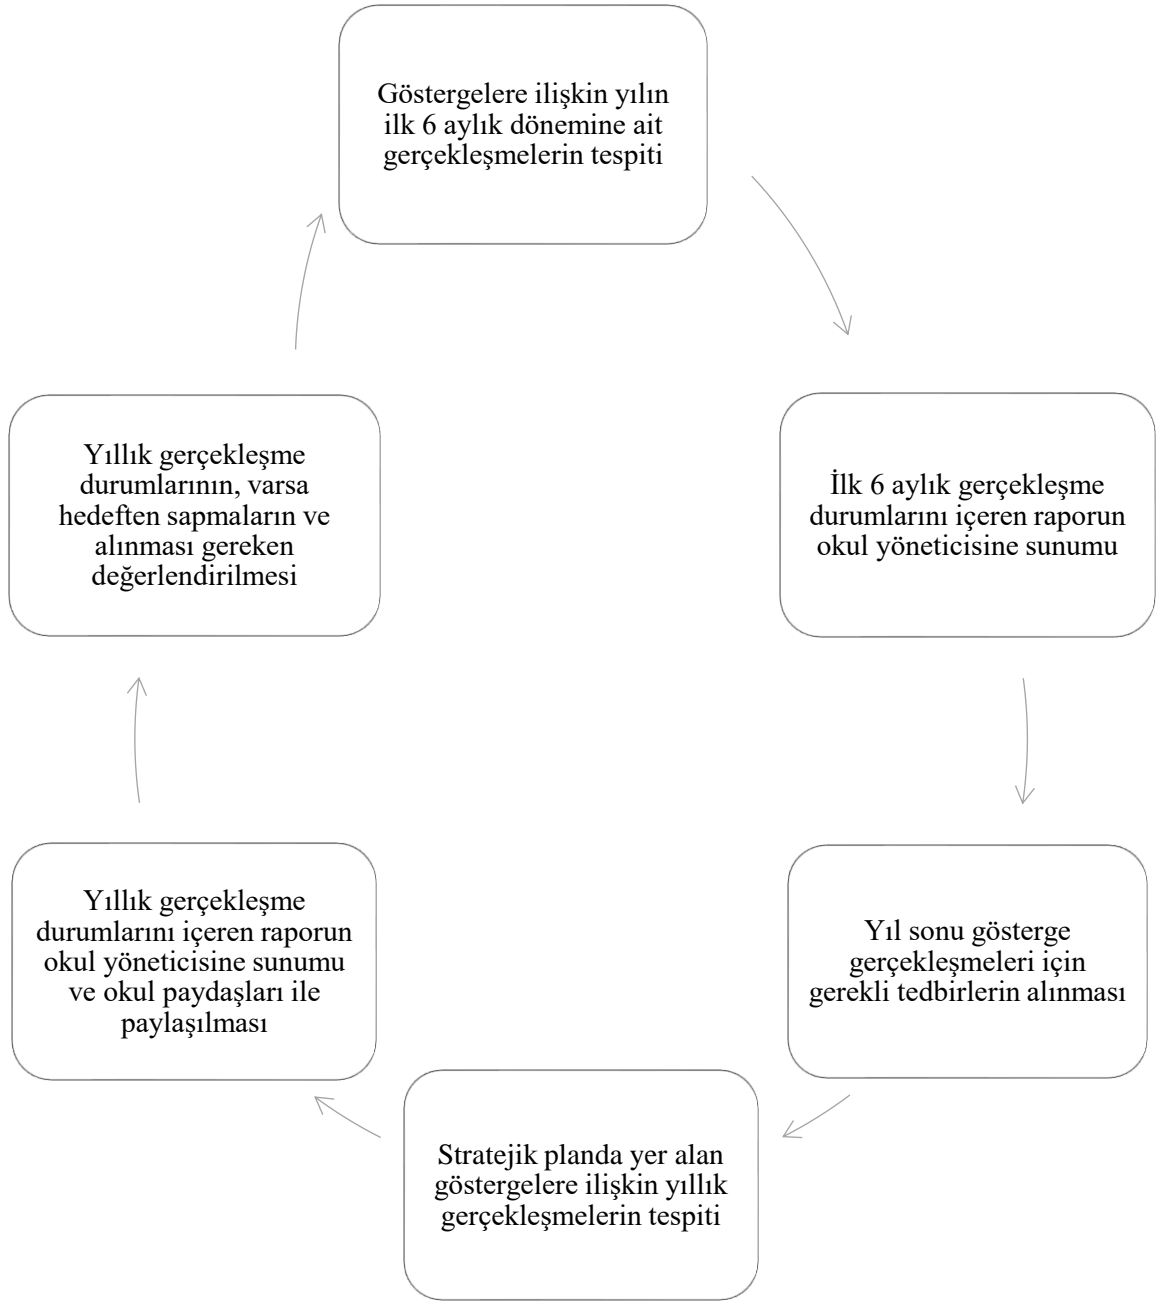 Göstergelere ilişkin yılın
ilk 6 aylık dönemine ait
gerçekleşmelerin tespiti
İlk 6 aylık gerçekleşme
durumlarını içeren raporun
okul yöneticisine sunumu
Yıl sonu gösterge
gerçekleşmeleri için
gerekli tedbirlerin alınması
Stratejik planda yer alan
göstergelere ilişkin yıllık
gerçekleşmelerin tespiti
Yıllık gerçekleşme
durumlarını içeren raporun
okul yöneticisine sunumu
ve okul paydaşları ile
paylaşılması
Yıllık gerçekleşme
durumlarının, varsa
hedeften sapmaların ve
alınması gereken
değerlendirilmesi